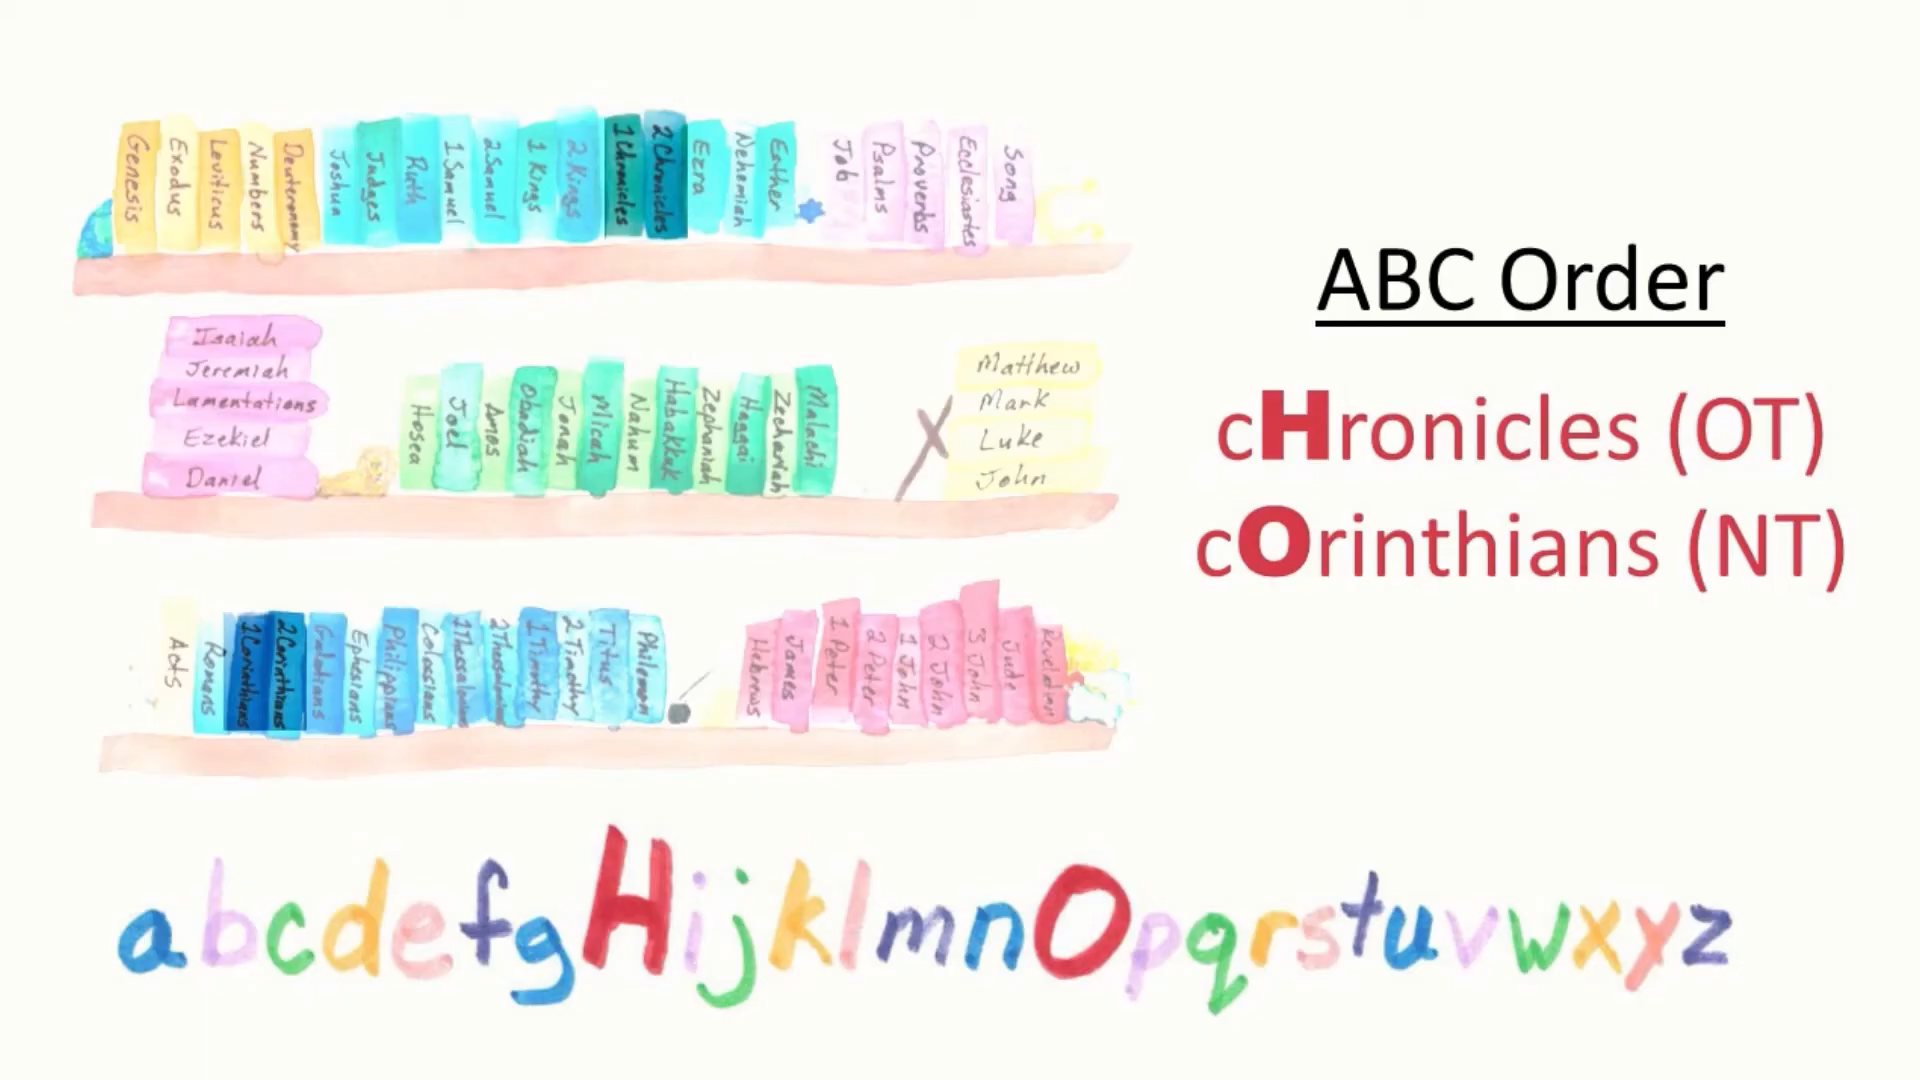 Genesis
Exodus
Leviticus
Numbers
Deuteronomy
Joshua
Judges
Ruth
1 Samuel
2 Samuel
1 Kings
2 Kings
1 Chronicles
2 Chronicles
Ezra
Nehemiah
Esther
Job
Psalms
Proverbs
Ecclesiastes
Song
Isaiah
Jeremiah
Lamentations
Ezekiel
Daniel
Hosea
Joel
Amos
Obadiah
Jonah
Micah
Nahum
Habakkuk
Zephaniah
Haggai
Zechariah
Malachi
Matthew
Mark
Luke
John
Acts
Romans
1 Corinthians
2 Corinthians
Galatians
Ephesians
Philippians
Colossians
1 Thessalonians
2 Thessalonians
1 Timothy
2 Timothy
Titus
Philemon
Hebrews
James
1 Peter
2 Peter
1 John
2 John
3 John
Jude
Revelation
ABC Order
cHronicles (OT)
cOrinthians (NT)
abcdefgHijklmnOpqrstuvwxyz